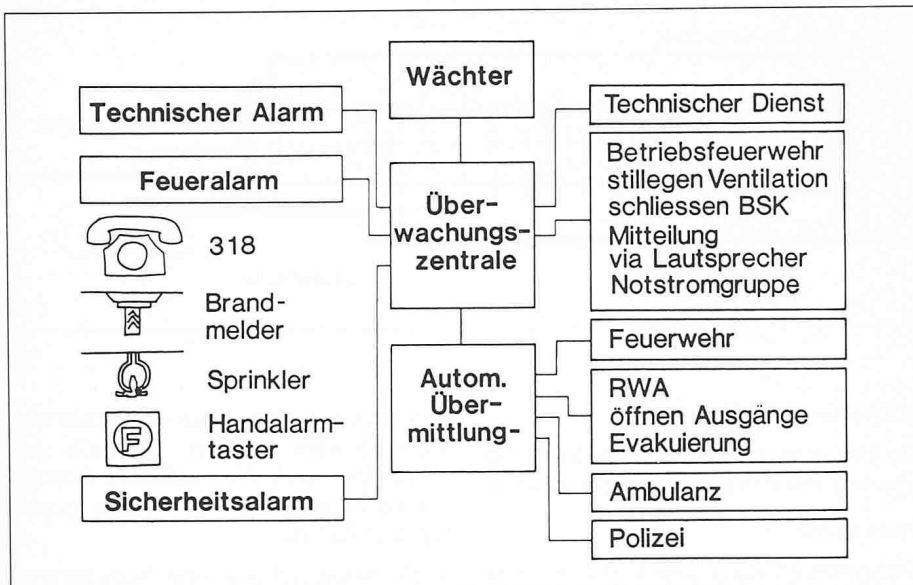 Wächter
Technischer Alarm
Feueralarm
318
Brand-
melder
Sprinkler
F
Handalarm-
taster
Sicherheitsalarm
Über-
wachungs-
zentrale
Autom.
Über-
mittlung-
Technischer Dienst
Betriebsfeuerwehr
stillegen Ventilation
schliessen BSK
Mitteilung
via Lautsprecher
Notstromgruppe
Feuerwehr
RWA
öffnen Ausgänge
Evakuierung
Ambulanz
Polizei